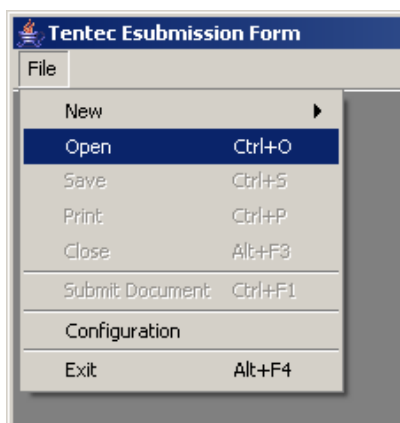 Tentec Esubmission Form
File
New
Open Ctrl+O
Save Ctrl+S
Print Ctrl+P
Close Alt+F3
Submit Document Ctrl+F1
Configuration
Exit Alt+F4